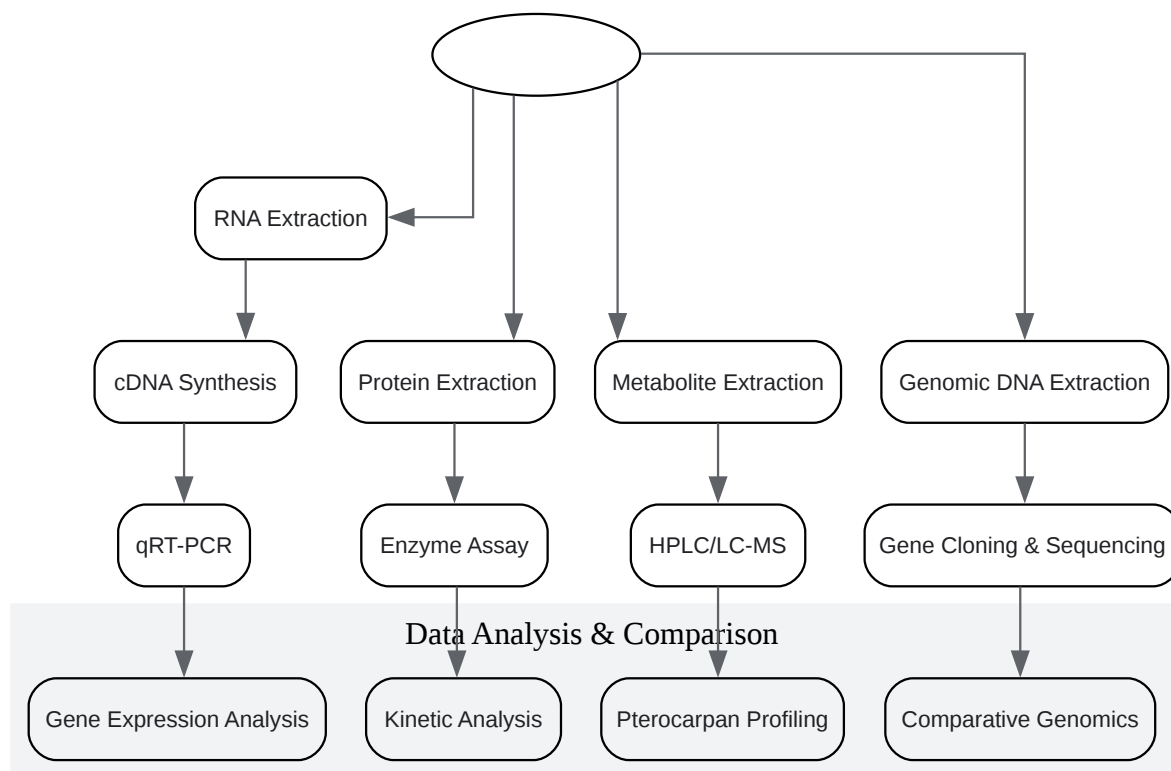 RNA Extraction
cDNA Synthesis
Protein Extraction
Metabolite Extraction
Genomic DNA Extraction
qRT-PCR
Enzyme Assay
HPLC/LC-MS
Gene Cloning & Sequencing
Data Analysis & Comparison
Gene Expression Analysis
Kinetic Analysis
Pterocarpan Profiling
Comparative Genomics